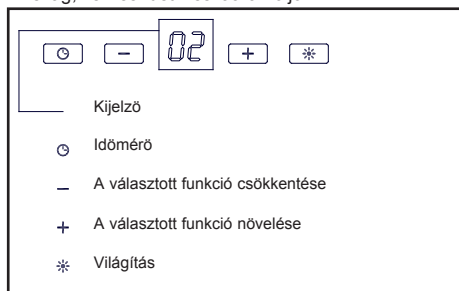 02
Kijelzö
Idömérö
A választott funkció csökkentése
A választott funkció növelése
Világítás